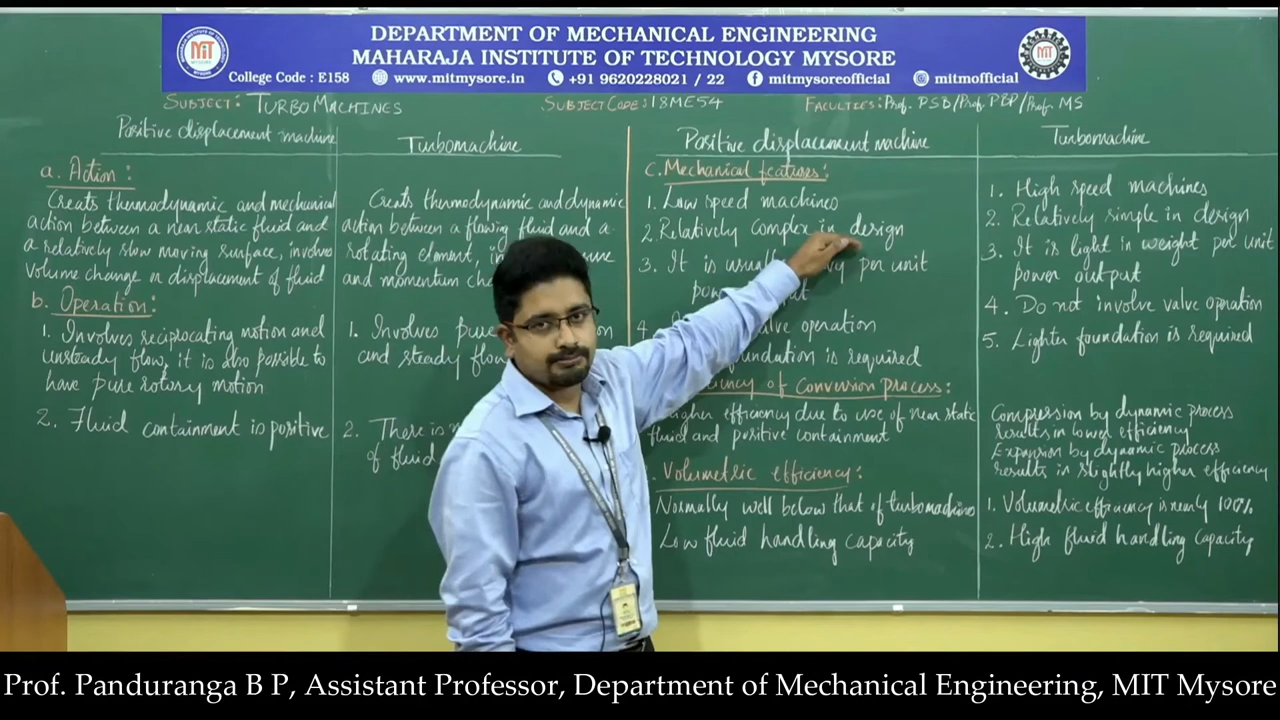 DEPARTMENT OF MECHANICAL ENGINEERING
MAHARAJA INSTITUTE OF TECHNOLOGY MYSORE
College Code : E158 www.mitmysore.in +91 9620228021 / 22 mitmysoreofficial mitmofficial
MIT
MYSORE
MIT
SUBJECT: TURBOMACHINES SUBJECT CODE: 18ME54 FACULTIES: Prof. PSB/Prof. PBP/Prof. MS
Positive displacement machine
a. Action:
Creats thermodynamic and mechanical
action between a near static fluid and
a relatively slow moving surface, involves
volume change or displacement of fluid
b. Operation:
1. Involves reciprocating motion and
unsteady flow, it is also possible to
have pure rotary motion
2. Fluid containment is positive
Turbomachine
Creats thermodynamic and dynamic
action between a flowing fluid and a
rotating element,
and momentum
1. Involves
and steady
2. There is
of fluid
Positive displacement machine
c. Mechanical features:
1. Low speed machines
2. Relatively complex in design
3. It is per unit
4. valve operation
foundation is required
of Conversion process:
Higher efficiency due to use of near static
fluid and positive containment
Volumetric efficiency:
Normally well below that of turbomachines
Low fluid handling capacity
Turbomachine
1. High speed machines
2. Relatively simple in design
3. It is light in weight per unit
power output
4. Do not involve valve operation
5. Lighter foundation is required
Compression by dynamic process
results in lower efficiency
Expansion by dynamic process
results in slightly higher efficiency
1. Volumetric efficiency is nearly 100%
2. High fluid handling capacity
Prof. Panduranga B P, Assistant Professor, Department of Mechanical Engineering, MIT Mysore